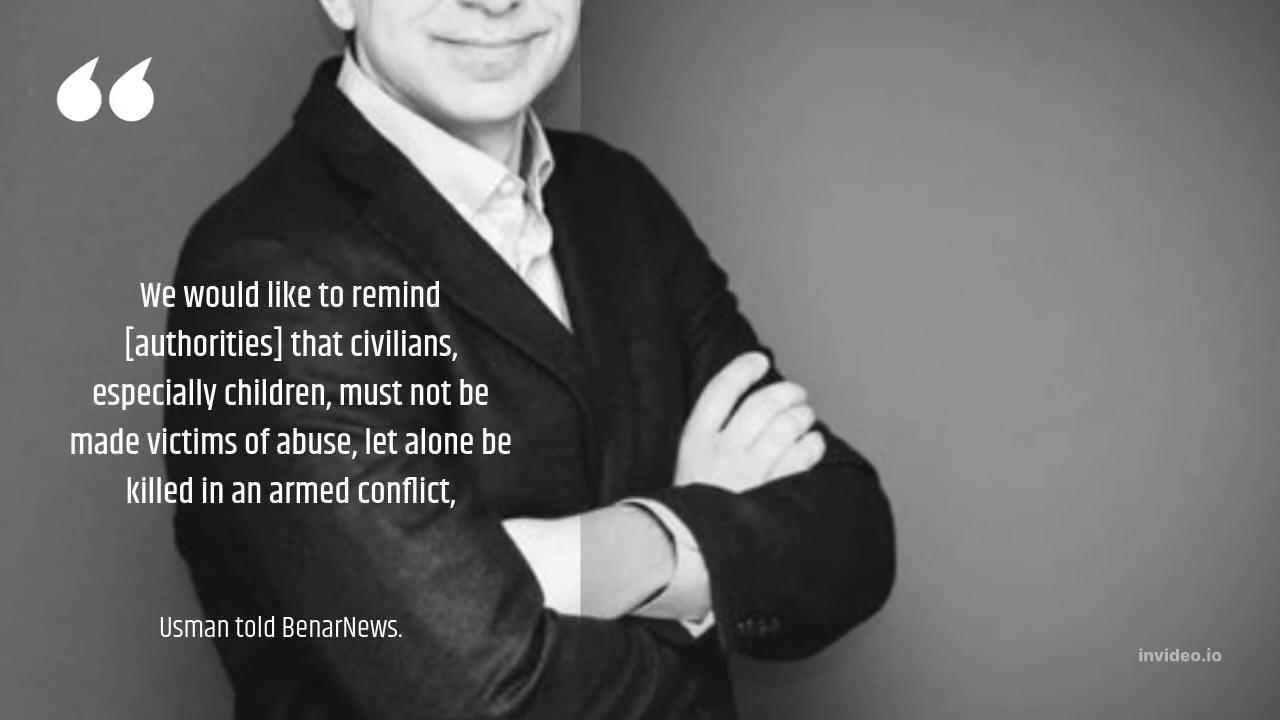 “
We would like to remind
[authorities] that civilians,
especially children, must not be
made victims of abuse, let alone be
killed in an armed conflict,
Usman told BenarNews.
invideo.io